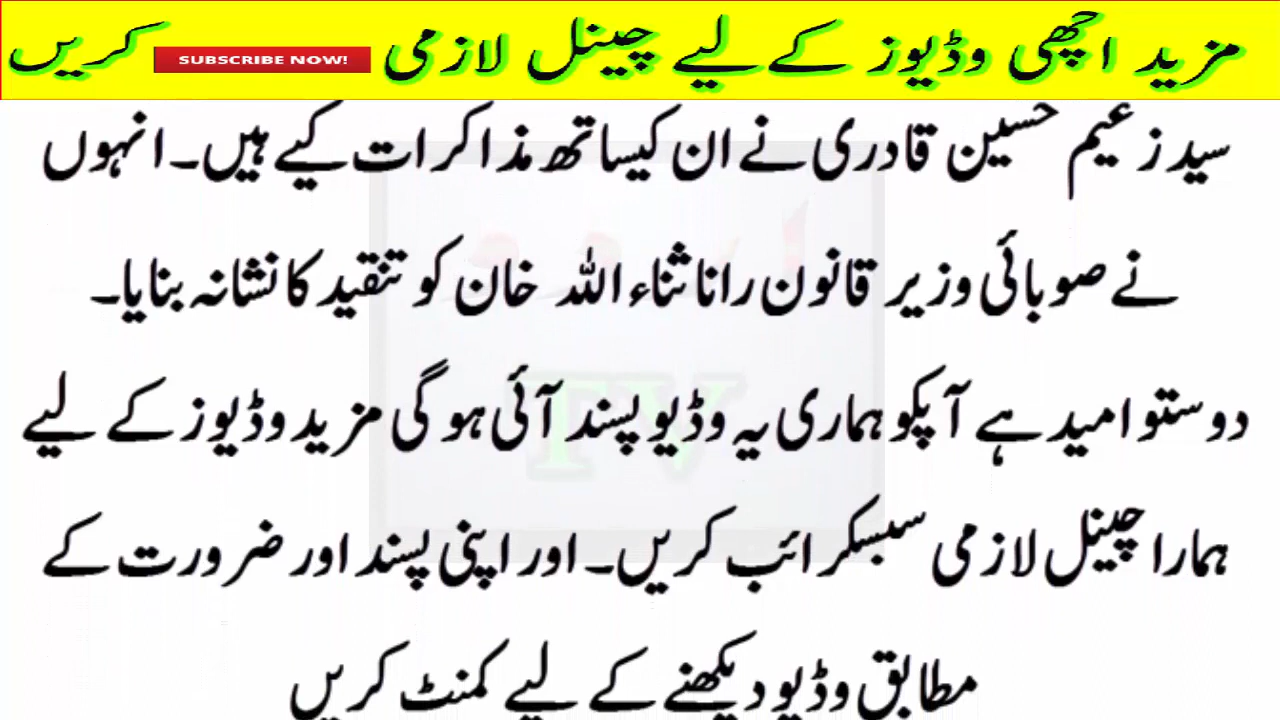 مزید اچھی وڈیوز کے لیے چینل لازمی SUBSCRIBE NOW! کریں
سید زعیم حسین قادری نے ان کیساتھ مذاکرات کیے ہیں۔ انہوں
نے صوبائی وزیر قانون رانا ثناء اللہ خان کو تنقید کا نشانہ بنایا۔
دوستو امید ہے آپکو ہماری یہ وڈیو پسند آئی ہو گی مزید وڈیوز کے لیے
ہمارا چینل لازمی سبسکرائب کریں۔ اور اپنی پسند اور ضرورت کے
مطابق وڈیو دیکھنے کے لیے کمنٹ کریں
اردو
TV